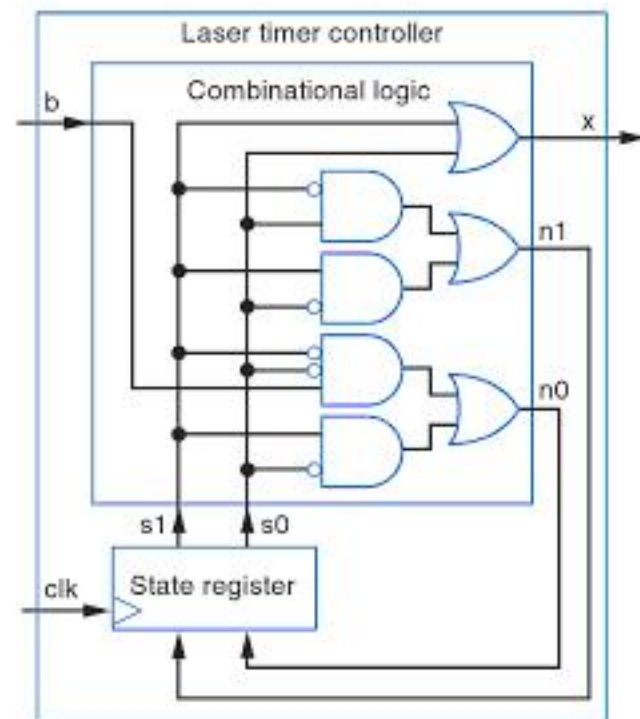 Laser timer controller
Combinational logic
b
x
n1
n0
s1
s0
clk
State register